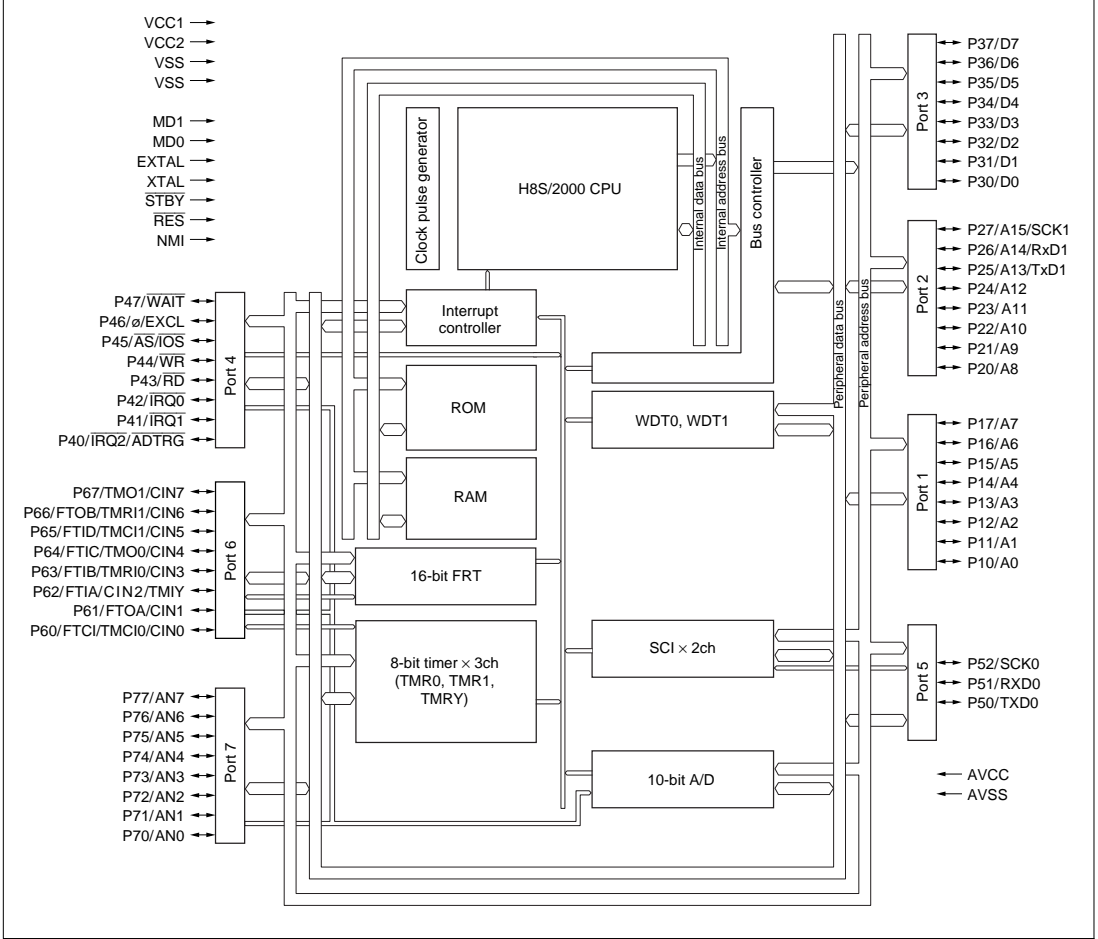 VCC1
VCC2
VSS
VSS
MD1
MD0
EXTAL
XTAL
STBY
RES
NMI
P47/WAIT
P46/ø/EXCL
P45/AS/IOS
P44/WR
P43/RD
P42/IRQ0
P41/IRQ1
P40/IRQ2/ADTRG
Port 4
P67/TMO1/CIN7
P66/FTOB/TMRI1/CIN6
P65/FTID/TMCI1/CIN5
P64/FTIC/TMO0/CIN4
P63/FTIB/TMRI0/CIN3
P62/FTIA/CIN2/TMIY
P61/FTOA/CIN1
P60/FTCI/TMCI0/CIN0
Port 6
P77/AN7
P76/AN6
P75/AN5
P74/AN4
P73/AN3
P72/AN2
P71/AN1
P70/AN0
Port 7
Clock pulse generator
H8S/2000 CPU
Internal data bus
Internal address bus
Bus controller
Interrupt
controller
ROM
RAM
WDT0, WDT1
16-bit FRT
8-bit timer × 3ch
(TMR0, TMR1,
TMRY)
SCI × 2ch
10-bit A/D
Peripheral data bus
Peripheral address bus
Port 3
P37/D7
P36/D6
P35/D5
P34/D4
P33/D3
P32/D2
P31/D1
P30/D0
Port 2
P27/A15/SCK1
P26/A14/RxD1
P25/A13/TxD1
P24/A12
P23/A11
P22/A10
P21/A9
P20/A8
Port 1
P17/A7
P16/A6
P15/A5
P14/A4
P13/A3
P12/A2
P11/A1
P10/A0
Port 5
P52/SCK0
P51/RXD0
P50/TXD0
AVCC
AVSS